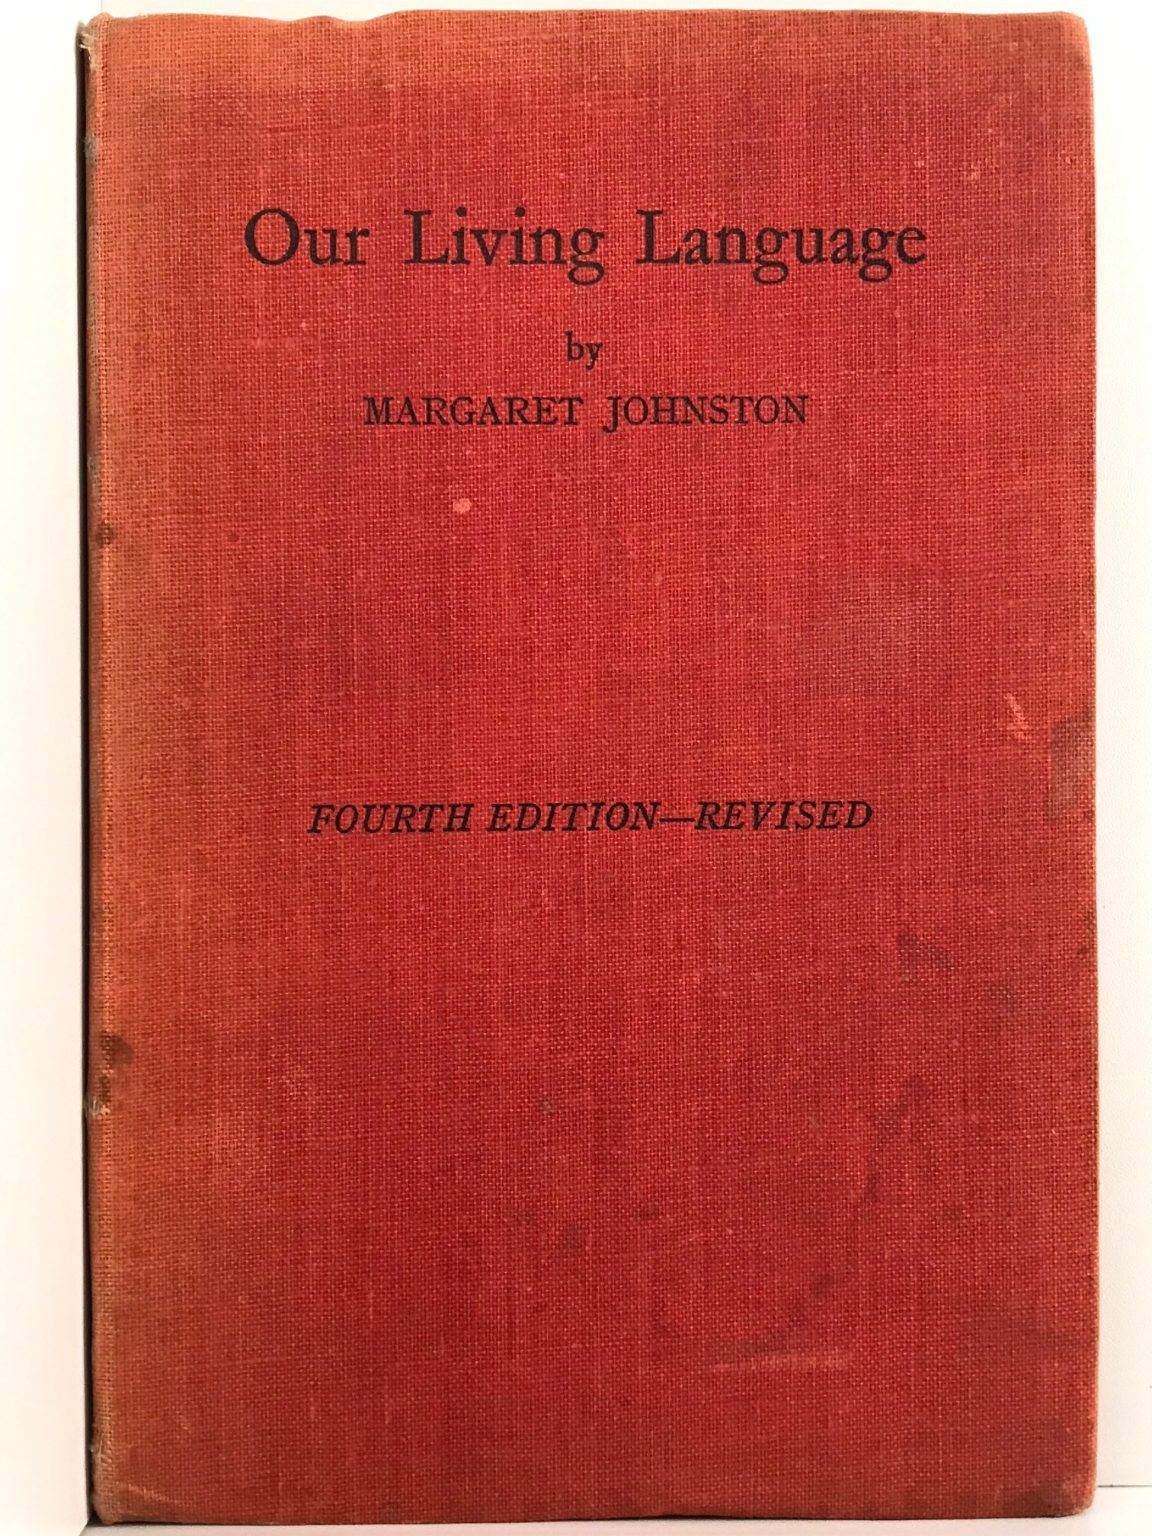 Our Living Language
by
MARGARET JOHNSTON
FOURTH EDITION—REVISED